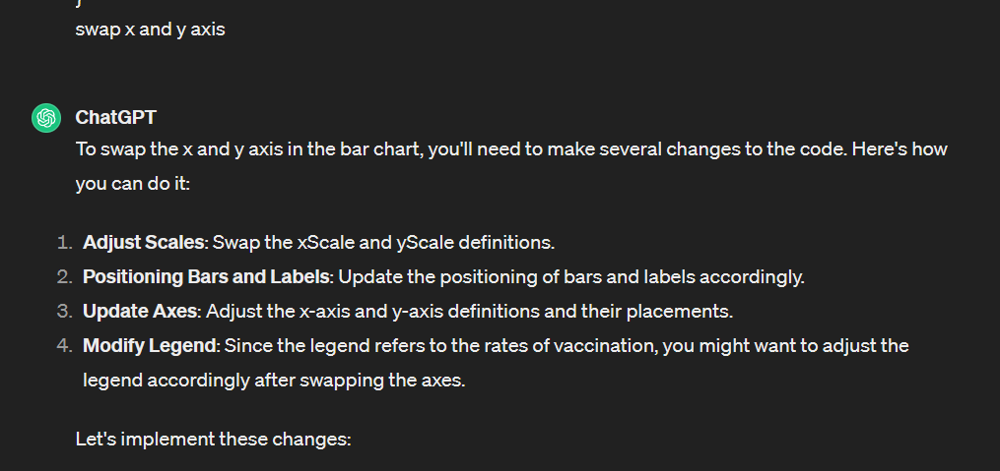 swap x and y axis
ChatGPT
To swap the x and y axis in the bar chart, you'll need to make several changes to the code. Here's how
you can do it:
1. Adjust Scales: Swap the xScale and yScale definitions.
2. Positioning Bars and Labels: Update the positioning of bars and labels accordingly.
3. Update Axes: Adjust the x-axis and y-axis definitions and their placements.
4. Modify Legend: Since the legend refers to the rates of vaccination, you might want to adjust the
legend accordingly after swapping the axes.
Let's implement these changes: